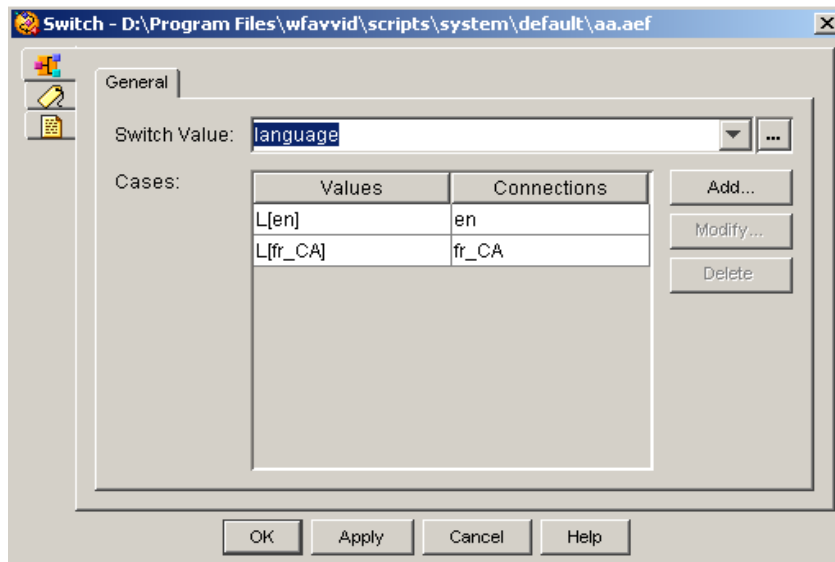 Switch - D:\Program Files\wfavvid\scripts\system\default\aa.aef
General
Switch Value: language ...
Cases: Values Connections Add...
L[en] en Modify...
L[fr_CA] fr_CA
Delete
OK Apply Cancel Help